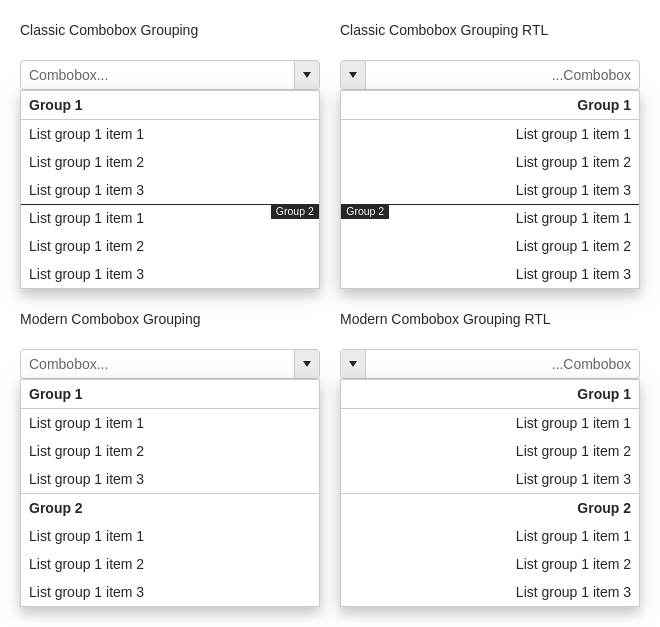 Classic Combobox Grouping
Combobox...
Group 1
List group 1 item 1
List group 1 item 2
List group 1 item 3
Group 2
List group 1 item 1
List group 1 item 2
List group 1 item 3
Classic Combobox Grouping RTL
...Combobox
Group 1
List group 1 item 1
List group 1 item 2
List group 1 item 3
Group 2
List group 1 item 1
List group 1 item 2
List group 1 item 3
Modern Combobox Grouping
Combobox...
Group 1
List group 1 item 1
List group 1 item 2
List group 1 item 3
Group 2
List group 1 item 1
List group 1 item 2
List group 1 item 3
Modern Combobox Grouping RTL
...Combobox
Group 1
List group 1 item 1
List group 1 item 2
List group 1 item 3
Group 2
List group 1 item 1
List group 1 item 2
List group 1 item 3